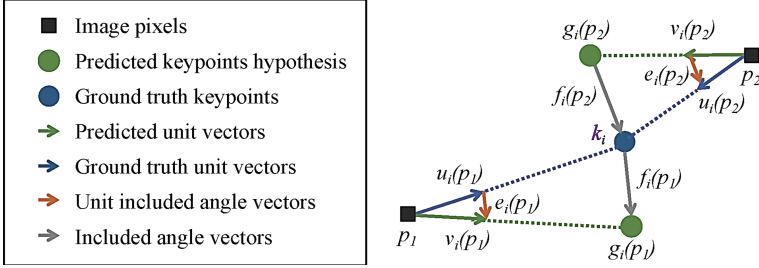 Image pixels
Predicted keypoints hypothesis
Ground truth keypoints
Predicted unit vectors
Ground truth unit vectors
Unit included angle vectors
Included angle vectors
gᵢ(p₂)
vᵢ(p₂)
eᵢ(p₂)
p₂
fᵢ(p₂)
uᵢ(p₂)
kᵢ
uᵢ(p₁)
fᵢ(p₁)
eᵢ(p₁)
p₁
vᵢ(p₁)
gᵢ(p₁)